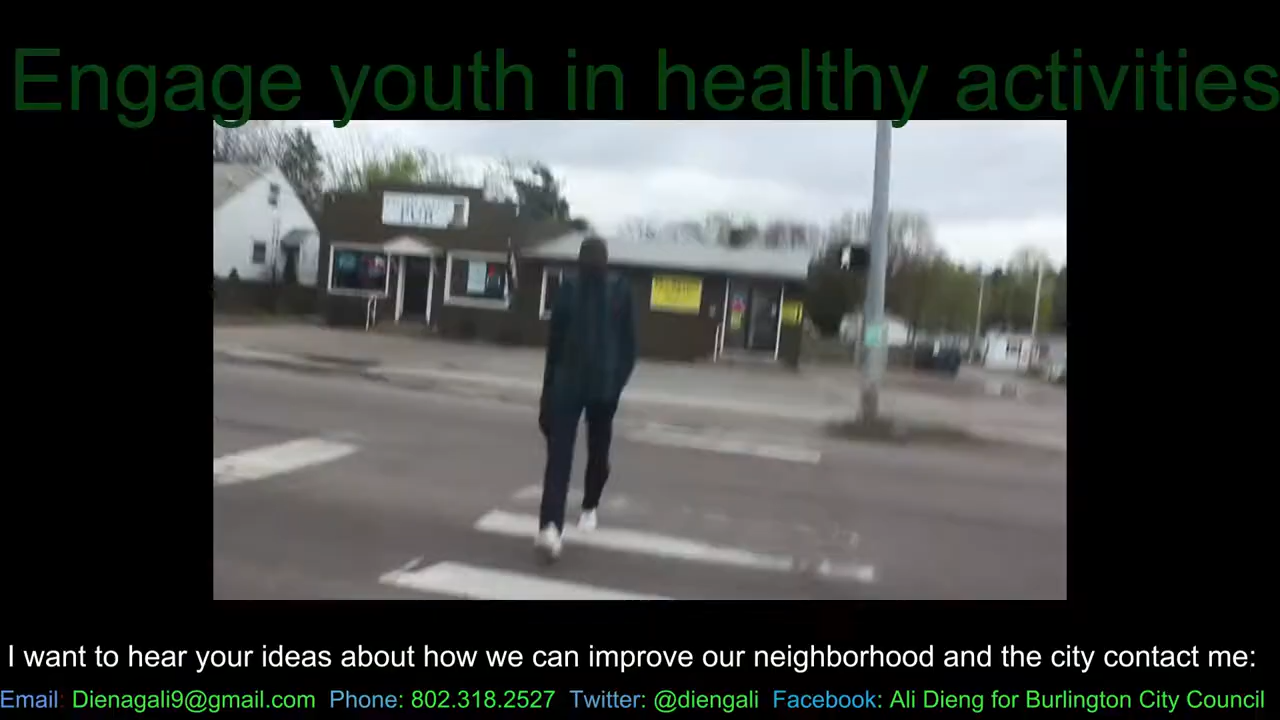 Engage youth in healthy activities
I want to hear your ideas about how we can improve our neighborhood and the city contact me:
Email: Dienagali9@gmail.com Phone: 802.318.2527 Twitter: @diengali Facebook: Ali Dieng for Burlington City Council